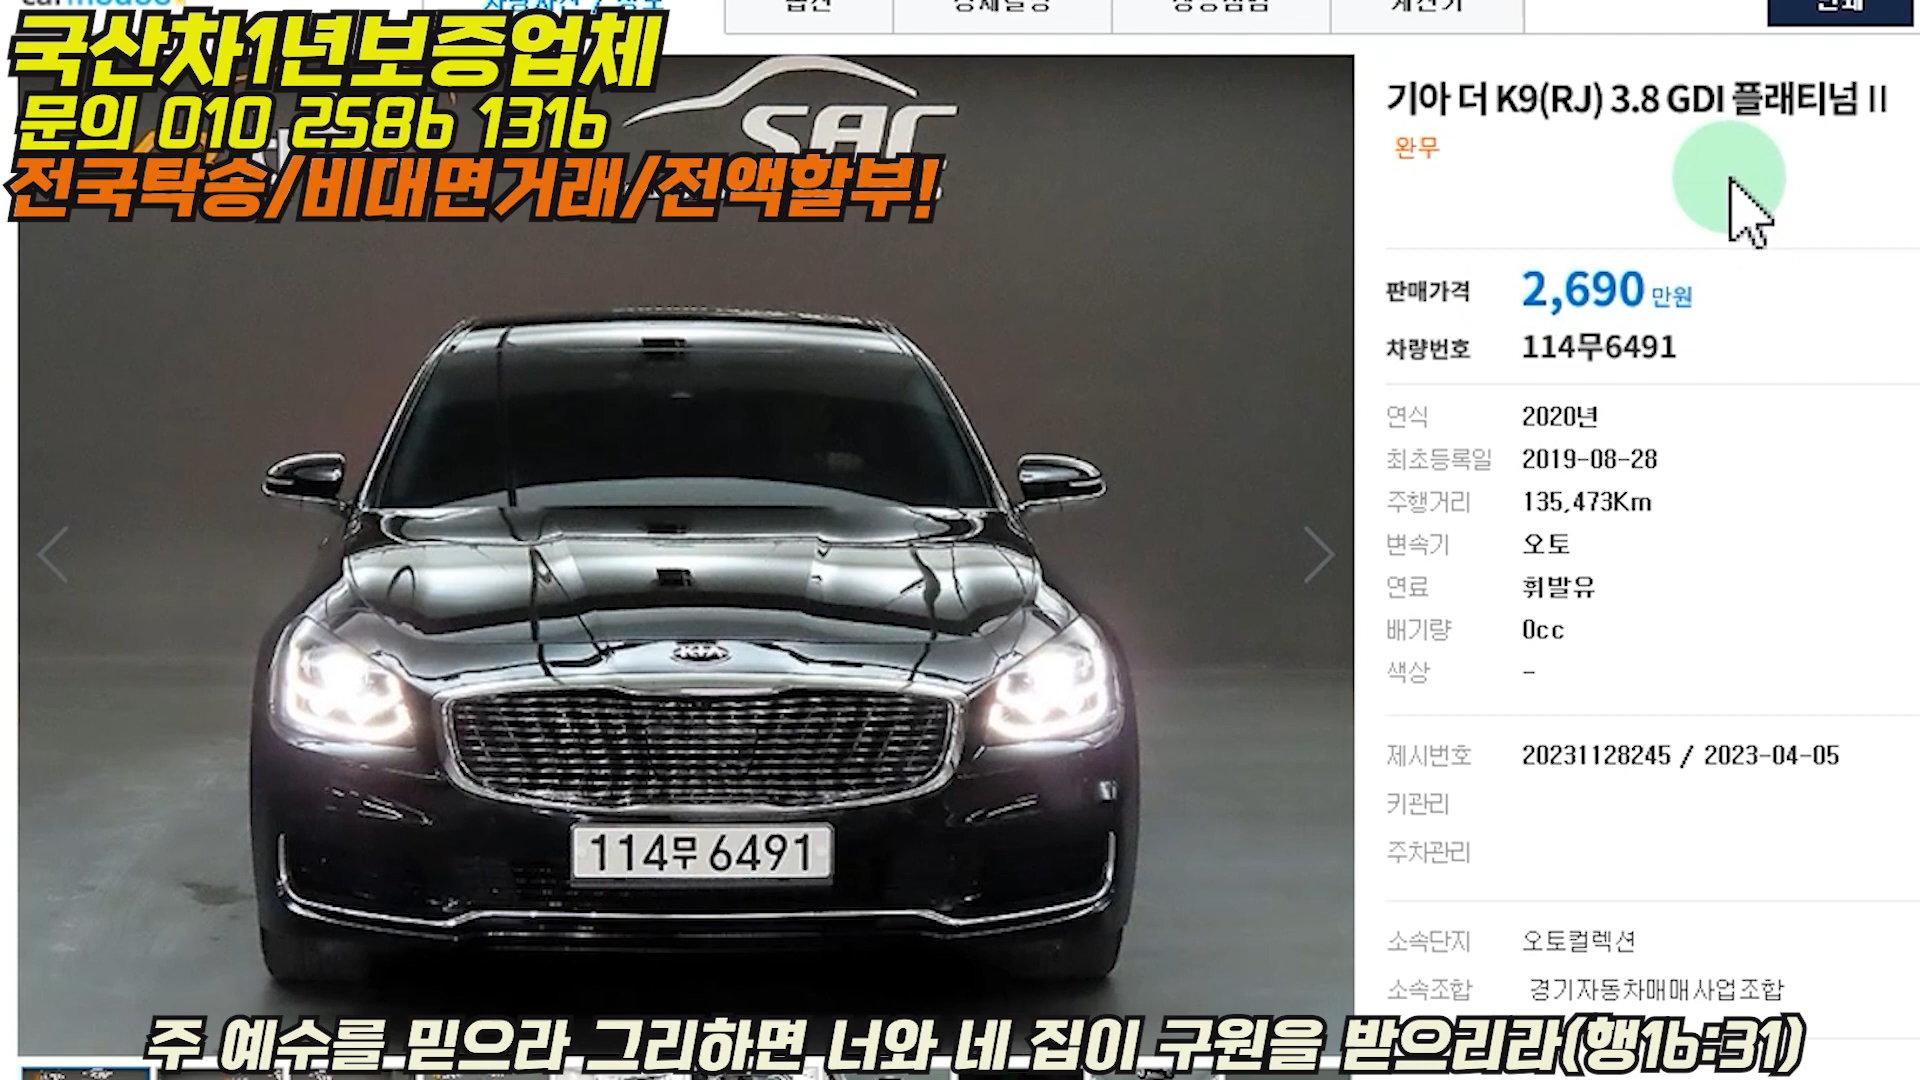 국산차1년보증업체
문의 010 2586 1316
전국탁송/비대면거래/전액할부!
SAC
기아 더 K9(RJ) 3.8 GDI 플래티넘 II
완무
판매가격 2,690 만원
차량번호 114무6491
연식 2020년
최초등록일 2019-08-28
주행거리 135,473Km
변속기 오토
연료 휘발유
배기량 0cc
색상 -
제시번호 20231128245 / 2023-04-05
키관리
주차관리
소속단지 오토컬렉션
소속조합 경기자동차매매사업조합
KIA
114무 6491
주 예수를 믿으라 그리하면 너와 네 집이 구원을 받으리라(행16:31)